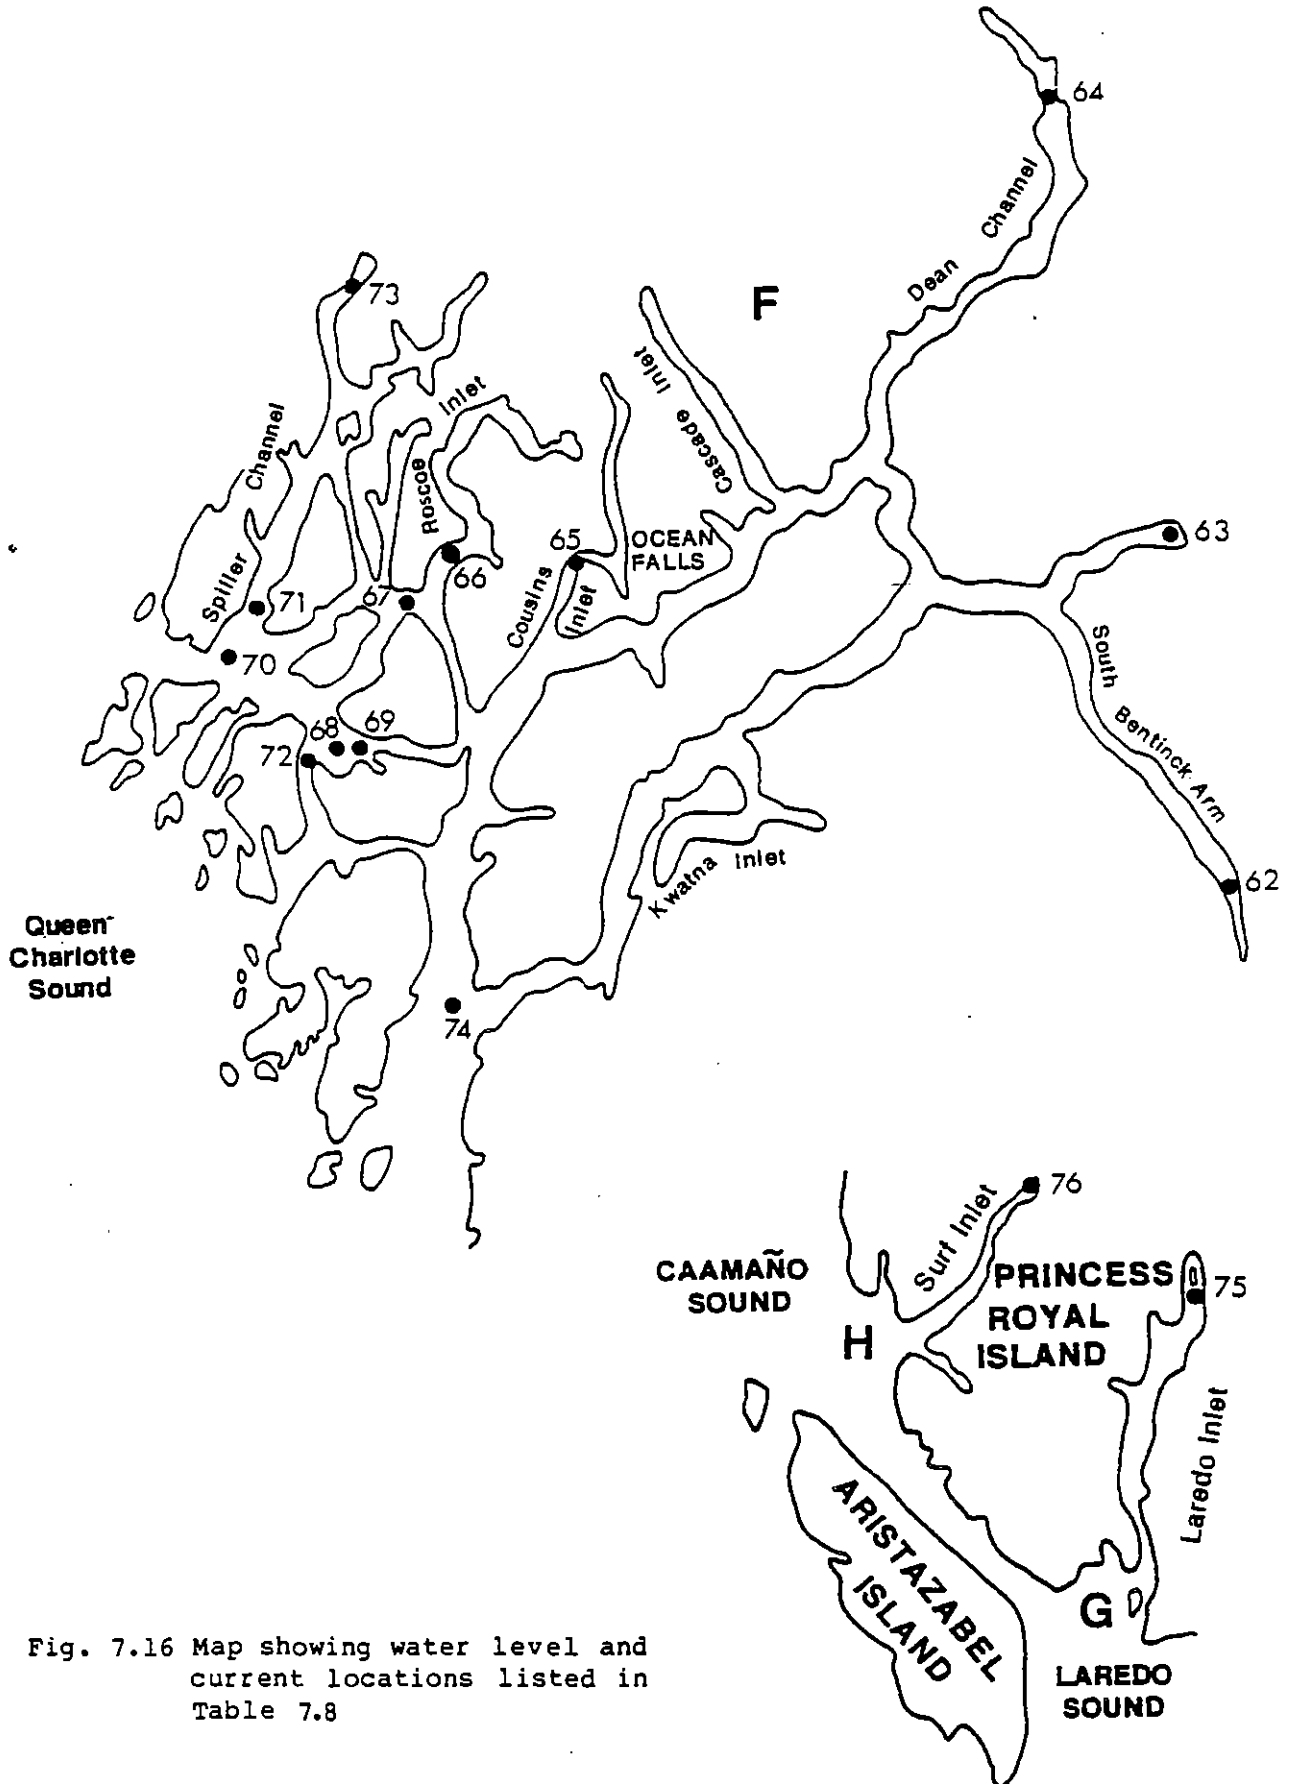 64
Dean Channel
F
73
Cascade Inlet
Roscoe Inlet
Spiller Channel
63
65
OCEAN
FALLS
66
Cousins
Inlet
71
67
South Bentinck Arm
70
68
69
72
Kwatna Inlet
62
Queen
Charlotte
Sound
74
76
Surf Inlet
CAAMAÑO
SOUND
PRINCESS
ROYAL
ISLAND
75
H
Laredo Inlet
ARISTAZABEL
ISLAND
G
LAREDO
SOUND
Fig. 7.16 Map showing water level and
current locations listed in
Table 7.8